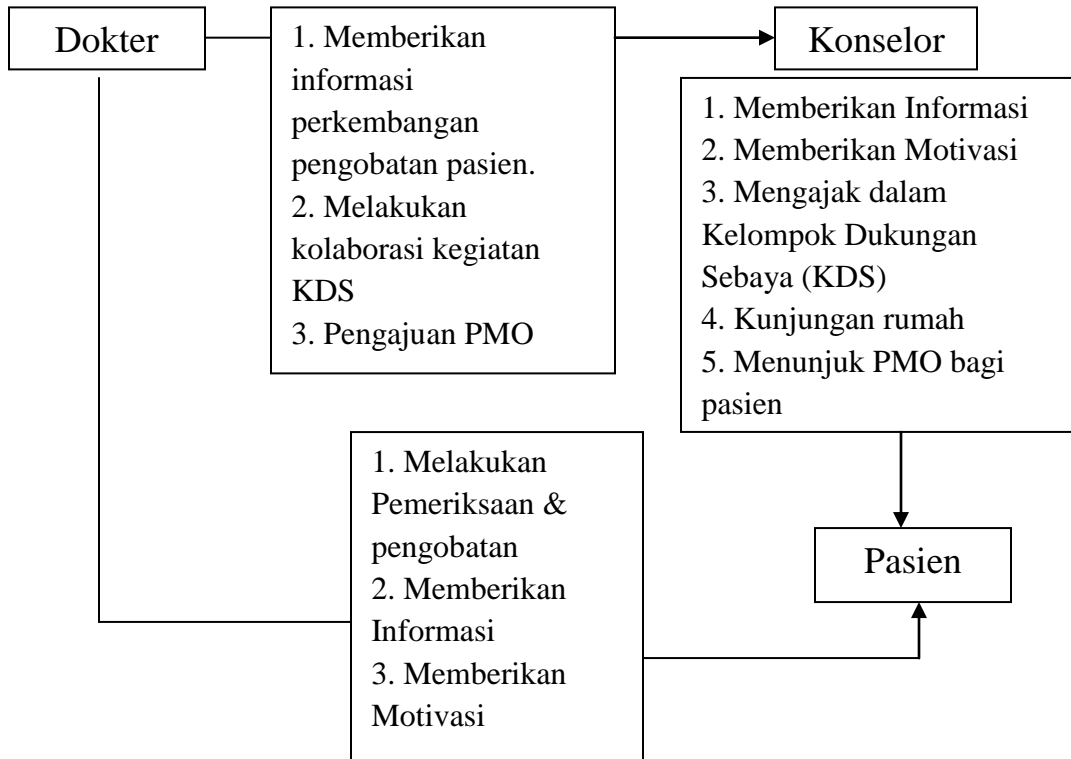 Dokter
1. Memberikan
informasi
perkembangan
pengobatan pasien.
2. Melakukan
kolaborasi kegiatan
KDS
3. Pengajuan PMO
Konselor
1. Memberikan Informasi
2. Memberikan Motivasi
3. Mengajak dalam
Kelompok Dukungan
Sebaya (KDS)
4. Kunjungan rumah
5. Menunjuk PMO bagi
pasien
1. Melakukan
Pemeriksaan &
pengobatan
2. Memberikan
Informasi
3. Memberikan
Motivasi
Pasien